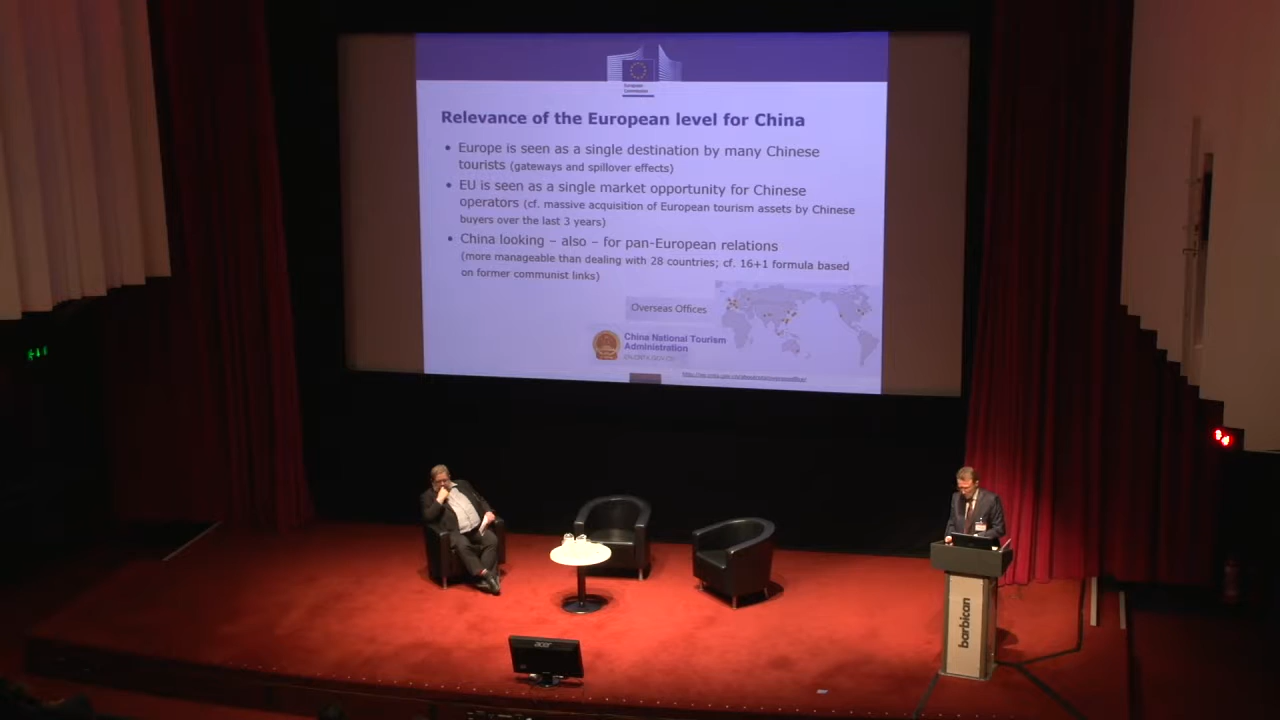 European
Commission
Relevance of the European level for China
• Europe is seen as a single destination by many Chinese
tourists (gateways and spillover effects)
• EU is seen as a single market opportunity for Chinese
operators (cf. massive acquisition of European tourism assets by Chinese
buyers over the last 3 years)
• China looking – also – for pan-European relations
(more manageable than dealing with 28 countries; cf. 16+1 formula based
on former communist links)
Overseas Offices
China National Tourism
Administration
acer
barbican